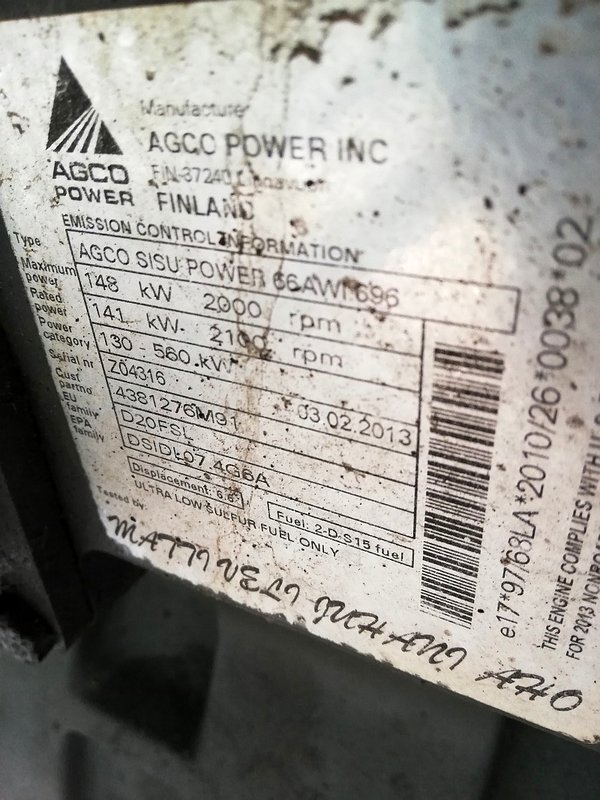 Manufacturer
AGCO POWER INC
FIN-37240
FINLAND
AGCO
POWER
EMISSION CONTROL INFORMATION
Type AGCO SISU POWER 66AWF696
Maximum power 148 kW 2000 rpm
Rated power 141 kW 2100 rpm
Power category 130 560 kW
Serial nr Z04316 03.02.2013
Cust partno 4381276M91
EU family D20FSL
EPA family
Displacement: 6.6
Fuel: 2-D-S15 fuel
ULTRA LOW SULFUR FUEL ONLY
Tested by:
MATTI VELI JUHANI AHO
e17*97/68LA*2010/26*0038*02
THIS ENGINE COMPLIES WITH
FOR 2013